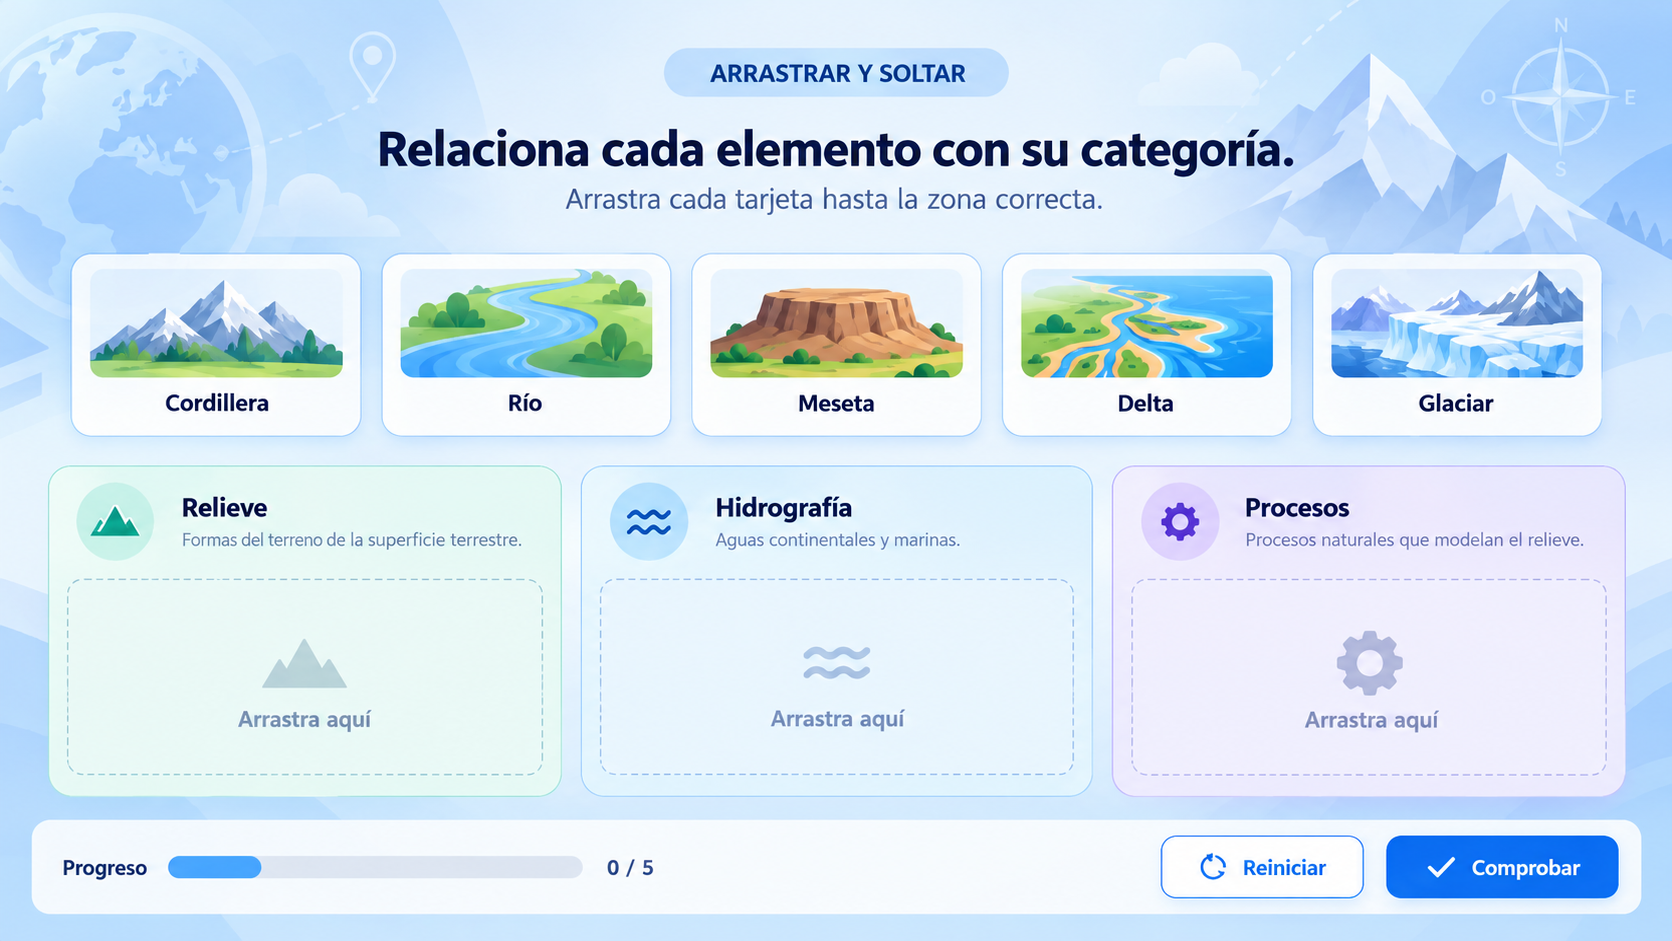 N
O
E
S
ARRASTRAR Y SOLTAR
Relaciona cada elemento con su categoría.
Arrastra cada tarjeta hasta la zona correcta.
Cordillera
Río
Meseta
Delta
Glaciar
Relieve
Formas del terreno de la superficie terrestre.
Arrastra aquí
Hidrografía
Aguas continentales y marinas.
Arrastra aquí
Procesos
Procesos naturales que modelan el relieve.
Arrastra aquí
Progreso
0 / 5
Reiniciar
Comprobar